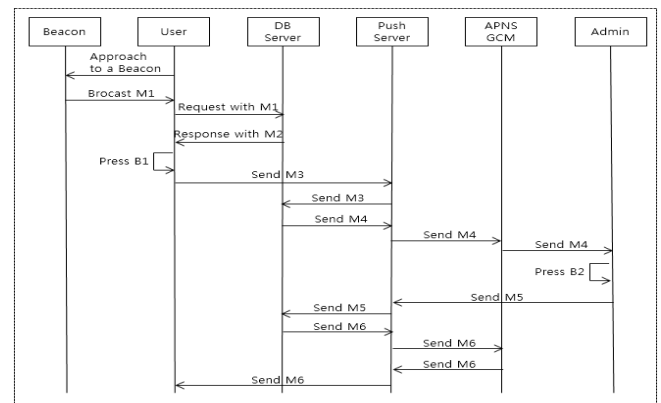 Beacon
User
DB
Server
Push
Server
APNS
GCM
Admin
Approach
to a Beacon
Brocast M1
Request with M1
Response with M2
Press B1
Send M3
Send M3
Send M4
Send M4
Send M4
Press B2
Send M5
Send M5
Send M6
Send M6
Send M6
Send M6